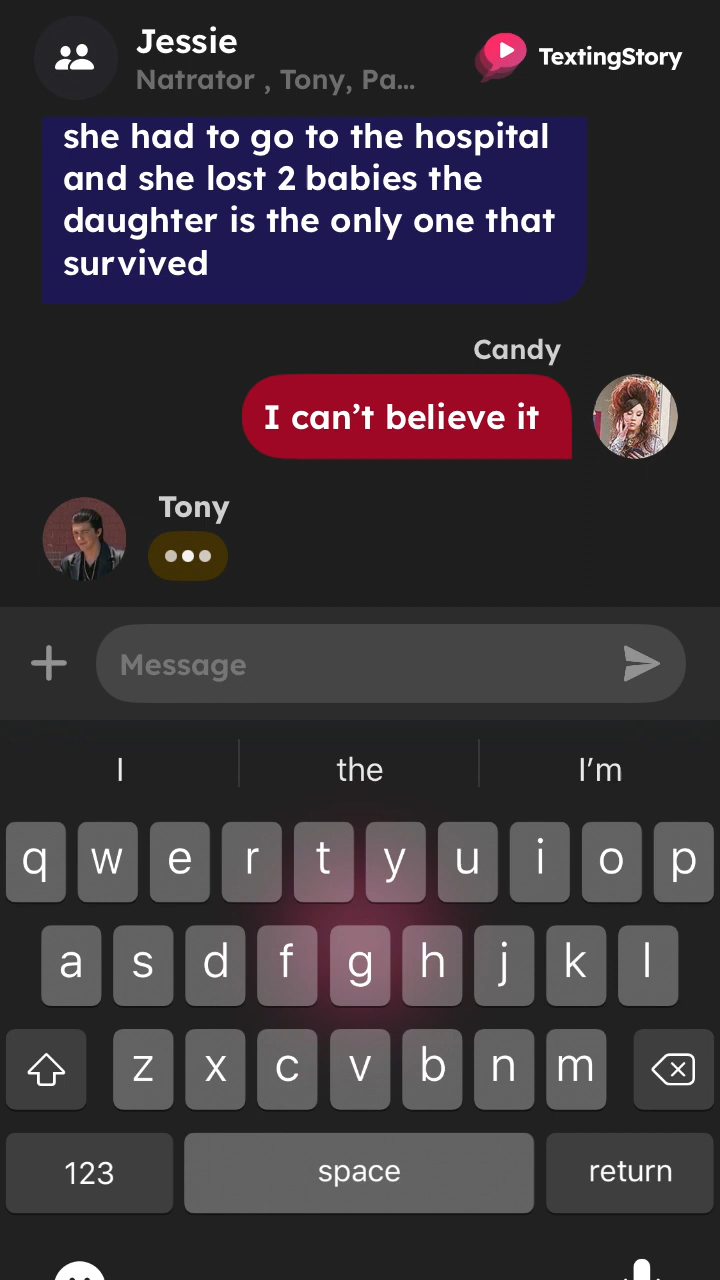 Jessie
Natrator , Tony, Pa...
TextingStory
she had to go to the hospital
and she lost 2 babies the
daughter is the only one that
survived
Candy
I can’t believe it
Tony
Message
I the I’m
q w e r t y u i o p
a s d f g h j k l
z x c v b n m
123 space return